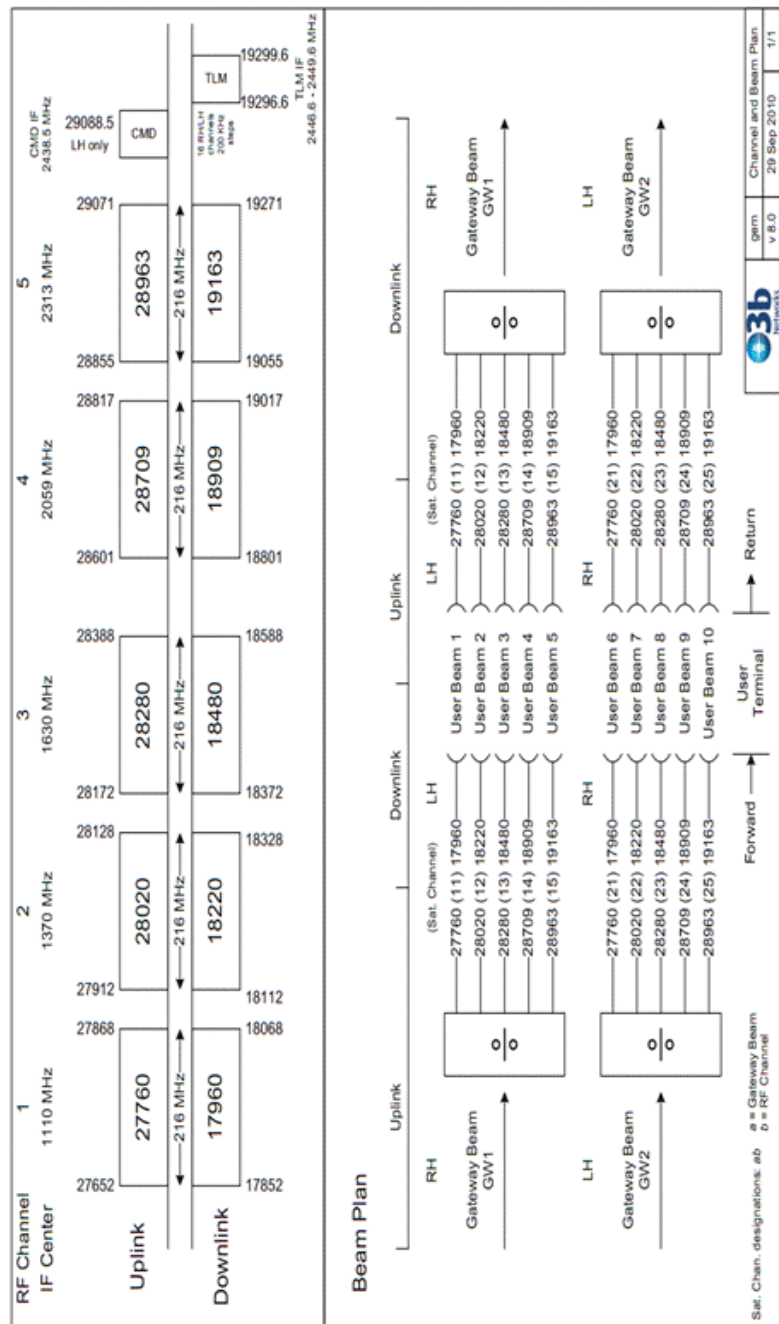 RF Channel 1 2 3 4 5
IF Center 1110 MHz 1370 MHz 1630 MHz 2059 MHz 2313 MHz
CMD IF
2438.5 MHz
27652 27868 27912 28128 28172 28388 28601 28817 28855 29071
29088.5
LH only
Uplink 27760 28020 28280 28709 28963 CMD
216 MHz 216 MHz 216 MHz 216 MHz 216 MHz
Downlink 17960 18220 18480 18909 19163 TLM
16 RH/LH
channels
200 KHz
steps
17852 18068 18112 18328 18372 18588 18801 19017 19055 19271 19296.6 19299.6
TLM IF
2446.6 - 2449.6 MHz
Beam Plan
Uplink Downlink Uplink Downlink
(Sat. Channel) (Sat. Channel)
RH LH LH RH
Gateway Beam
GW1
27760 (11) 17960 User Beam 1 27760 (11) 17960
28020 (12) 18220 User Beam 2 28020 (12) 18220
28280 (13) 18480 User Beam 3 28280 (13) 18480
28709 (14) 18909 User Beam 4 28709 (14) 18909
28963 (15) 19163 User Beam 5 28963 (15) 19163
Gateway Beam
GW1
LH RH RH LH
Gateway Beam
GW2
27760 (21) 17960 User Beam 6 27760 (21) 17960
28020 (22) 18220 User Beam 7 28020 (22) 18220
28280 (23) 18480 User Beam 8 28280 (23) 18480
28709 (24) 18909 User Beam 9 28709 (24) 18909
28963 (25) 19163 User Beam 10 28963 (25) 19163
Gateway Beam
GW2
Forward User
Terminal Return
Sat. Chan. designations: ab a = Gateway Beam
b = RF Channel
O3b
Networks
gem Channel and Beam Plan
v 8.0 29 Sep 2010 1/1